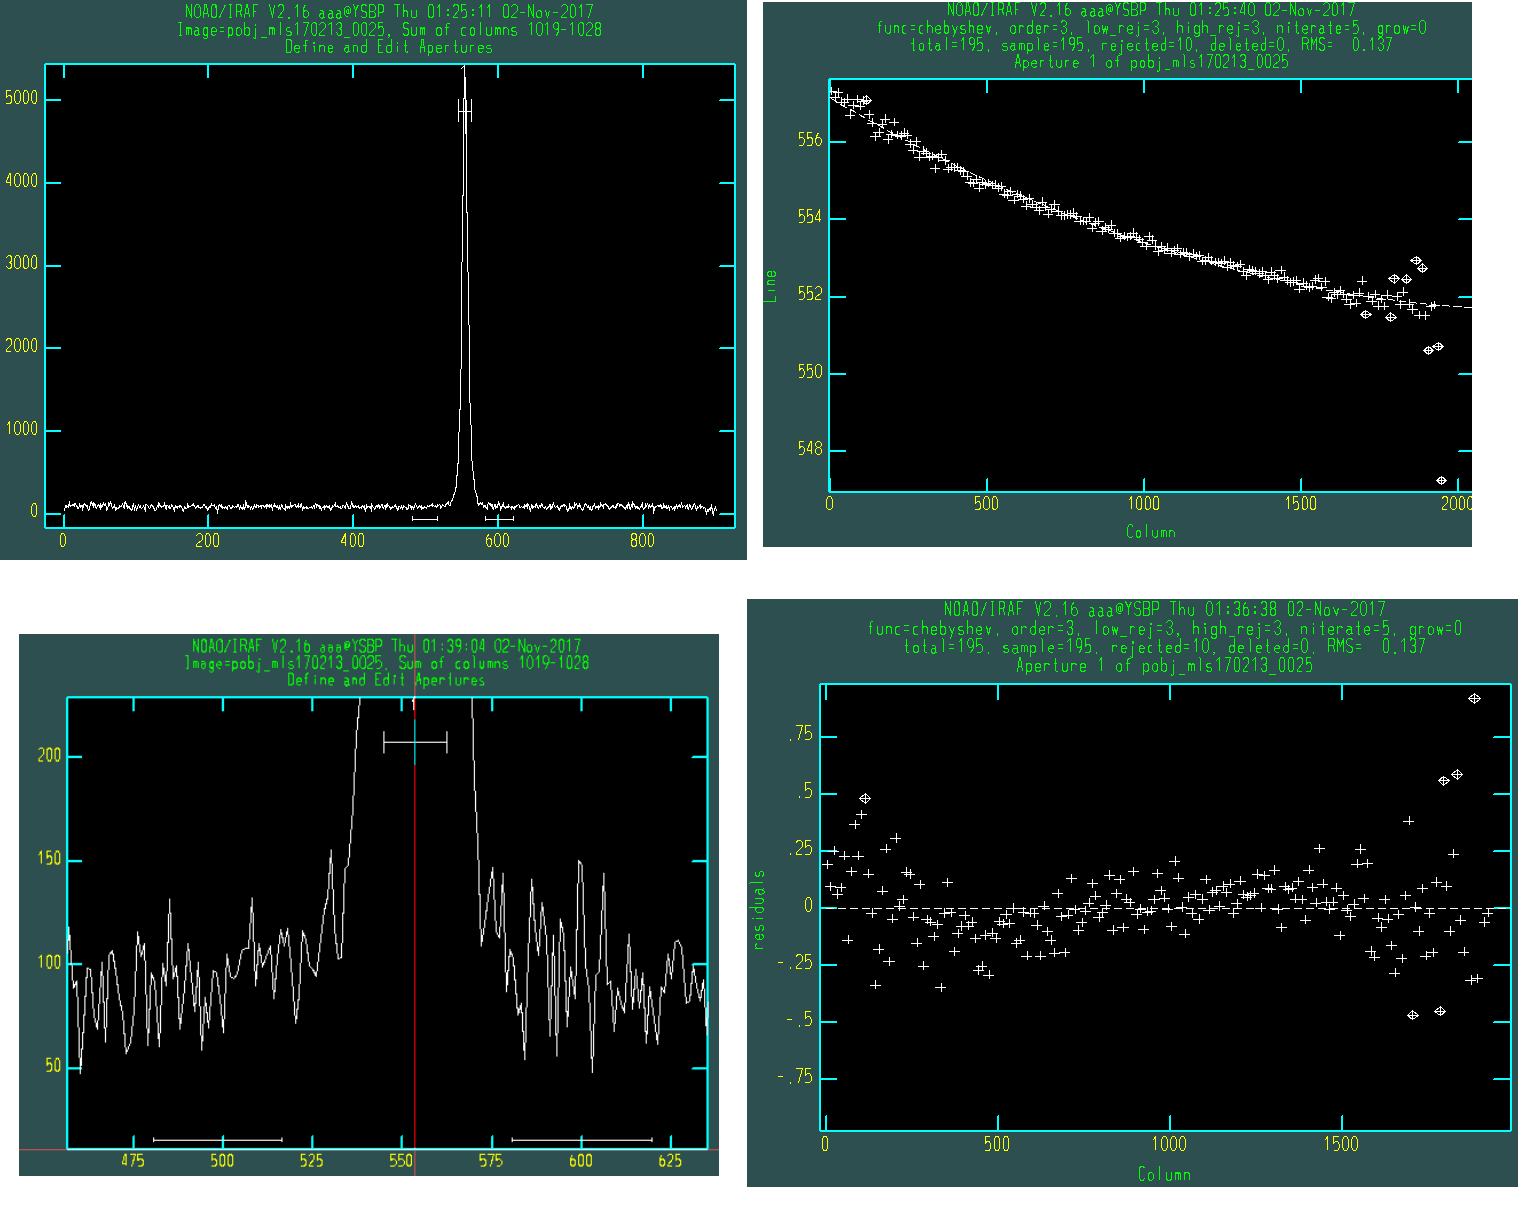 NOAO/IRAF V2.16 aaa@YSBP Thu 01:25:11 02-Nov-2017
Image=pobj_mls170213_0025, Sum of columns 1019-1028
Define and Edit Apertures
5000
4000
3000
2000
1000
0
0 200 400 600 800
NOAO/IRAF V2.16 aaa@YSBP Thu 01:25:40 02-Nov-2017
func=chebyshev, order=3, low_rej=3, high_rej=3, niterate=5, grow=0
total=195, sample=195, rejected=10, deleted=0, RMS= 0.137
Aperture 1 of pobj_mls170213_0025
556
554
552
550
548
Line
0 500 1000 1500 2000
Column
NOAO/IRAF V2.16 aaa@YSBP Thu 01:39:04 02-Nov-2017
Image=pobj_mls170213_0025, Sum of columns 1019-1028
Define and Edit Apertures
200
150
100
50
475 500 525 550 575 600 625
NOAO/IRAF V2.16 aaa@YSBP Thu 01:36:38 02-Nov-2017
func=chebyshev, order=3, low_rej=3, high_rej=3, niterate=5, grow=0
total=195, sample=195, rejected=10, deleted=0, RMS= 0.137
Aperture 1 of pobj_mls170213_0025
.75
.5
.25
0
-.25
-.5
-.75
residuals
0 500 1000 1500
Column